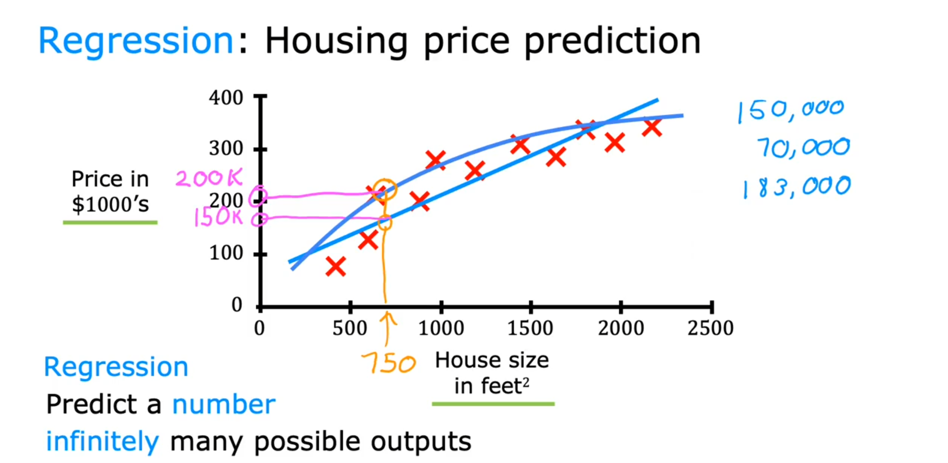 Regression: Housing price prediction
400
300
200
100
0
Price in
$1000's
200K
150K
0
500
1000
1500
2000
2500
750
House size
in feet²
150,000
70,000
183,000
Regression
Predict a number
infinitely many possible outputs